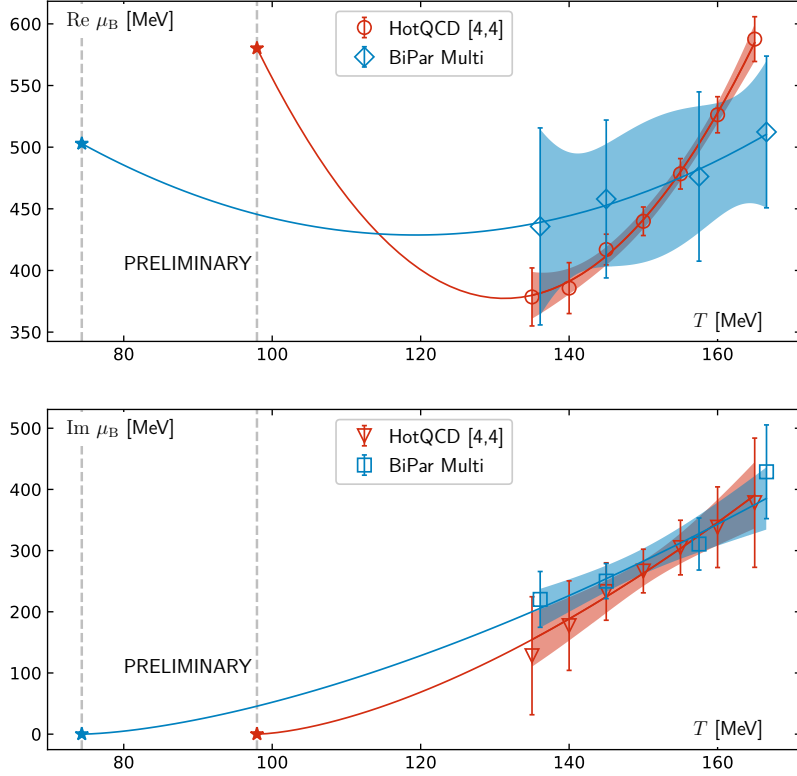 Re μB [MeV]
HotQCD [4,4]
BiPar Multi
600
550
500
450
400
350
PRELIMINARY
T [MeV]
80
100
120
140
160
Im μB [MeV]
HotQCD [4,4]
BiPar Multi
500
400
300
200
100
0
PRELIMINARY
T [MeV]
80
100
120
140
160